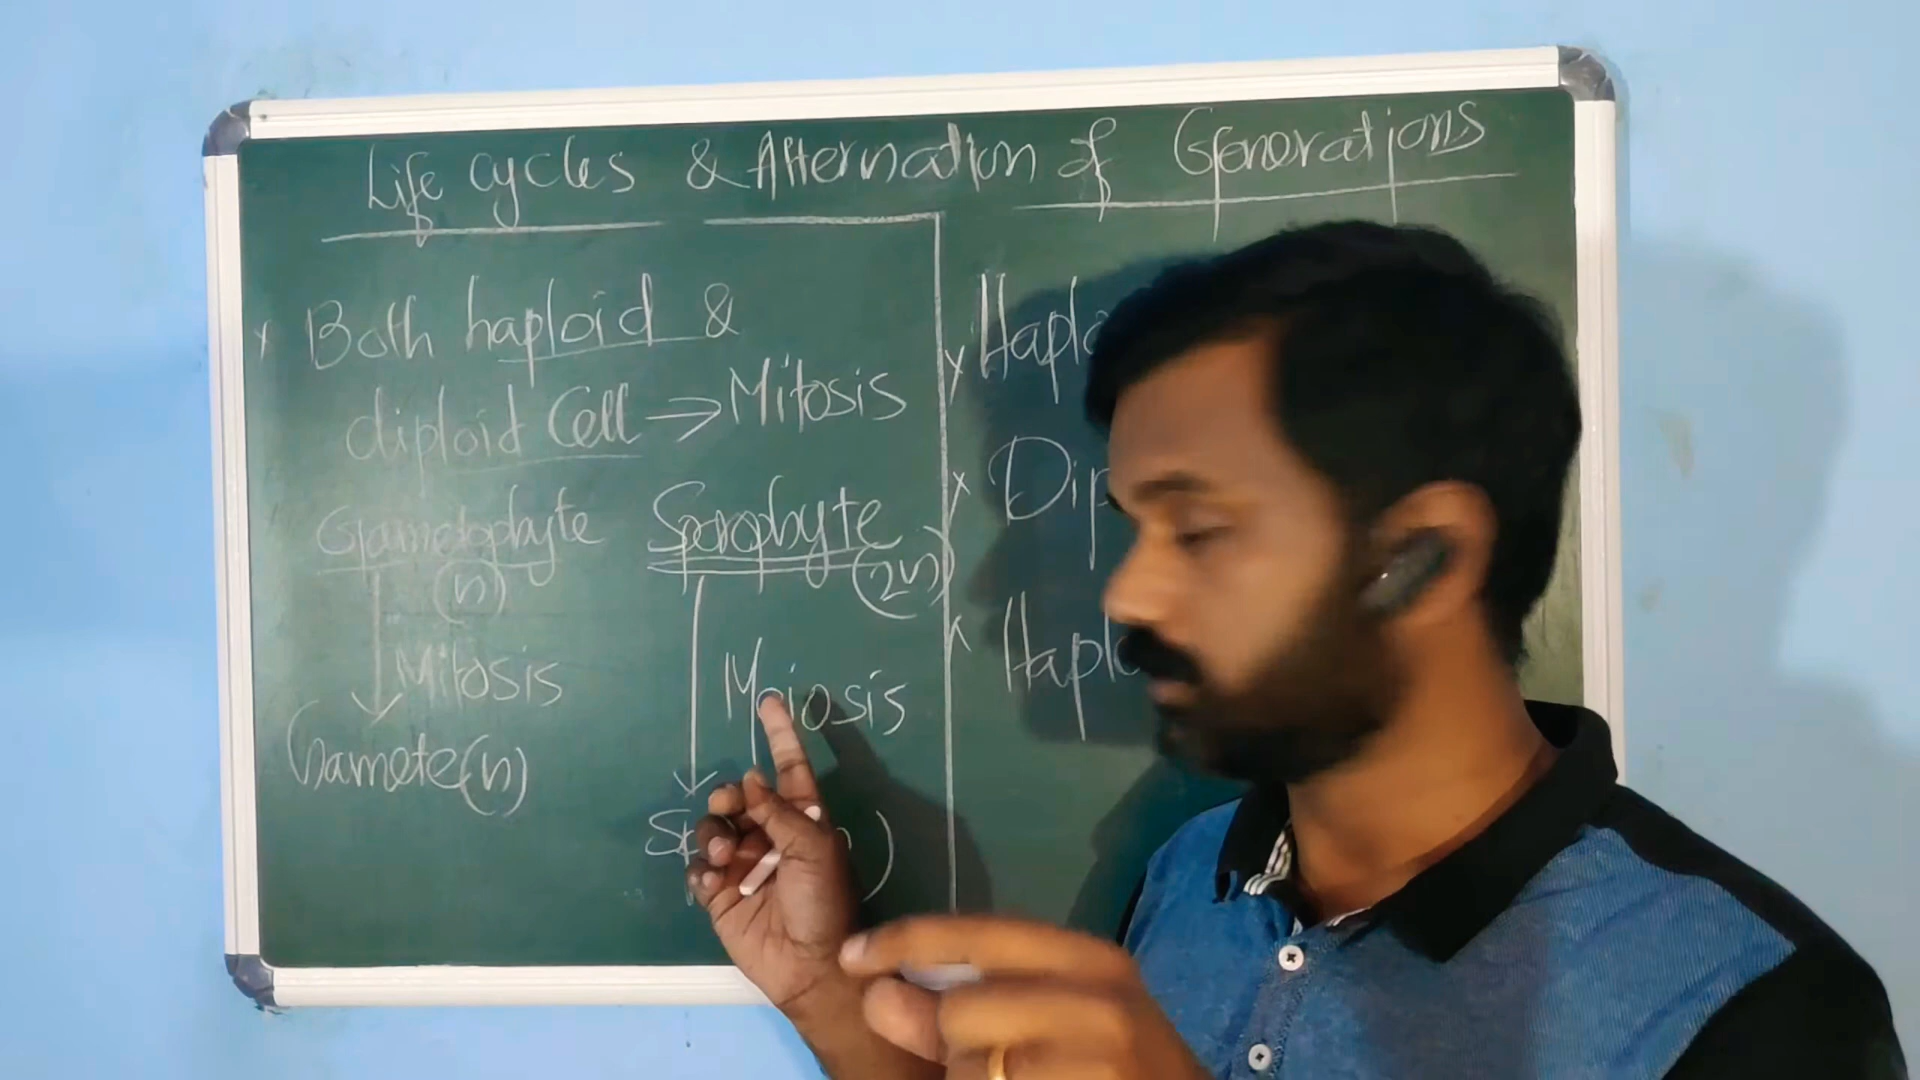 Life cycles & Alternation of Generations
x Both haploid &
diploid Cell → Mitosis
Gametophyte
(n)
Mitosis
Gamete(n)
Sporophyte
(2n)
Meiosis
x Haplo
x Dip
x Haplo